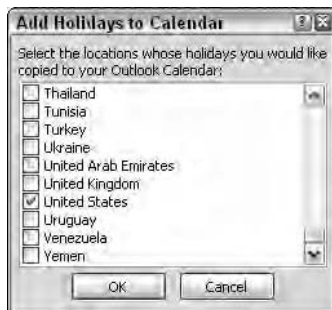 Add Holidays to Calendar
Select the locations whose holidays you would like
copied to your Outlook Calendar:
Thailand
Tunisia
Turkey
Ukraine
United Arab Emirates
United Kingdom
United States
Uruguay
Venezuela
Yemen
OK Cancel